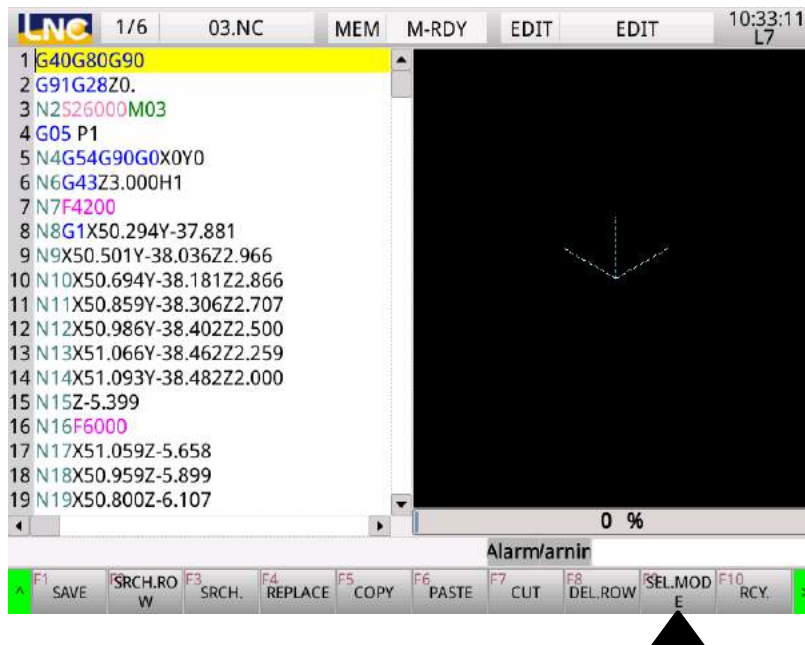 LNC 1/6 03.NC MEM M-RDY EDIT EDIT 10:33:11
L7
1 G40G80G90
2 G91G28Z0.
3 N2S26000M03
4 G05 P1
5 N4G54G90G0X0Y0
6 N6G43Z3.000H1
7 N7F4200
8 N8G1X50.294Y-37.881
9 N9X50.501Y-38.036Z2.966
10 N10X50.694Y-38.181Z2.866
11 N11X50.859Y-38.306Z2.707
12 N12X50.986Y-38.402Z2.500
13 N13X51.066Y-38.462Z2.259
14 N14X51.093Y-38.482Z2.000
15 N15Z-5.399
16 N16F6000
17 N17X51.059Z-5.658
18 N18X50.959Z-5.899
19 N19X50.800Z-6.107
0 %
Alarm/arnin
^ F1 SAVE F2 SRCH.RO
W F3 SRCH. F4 REPLACE F5 COPY F6 PASTE F7 CUT F8 DEL.ROW F9 SEL.MOD
E F10 RCY. >